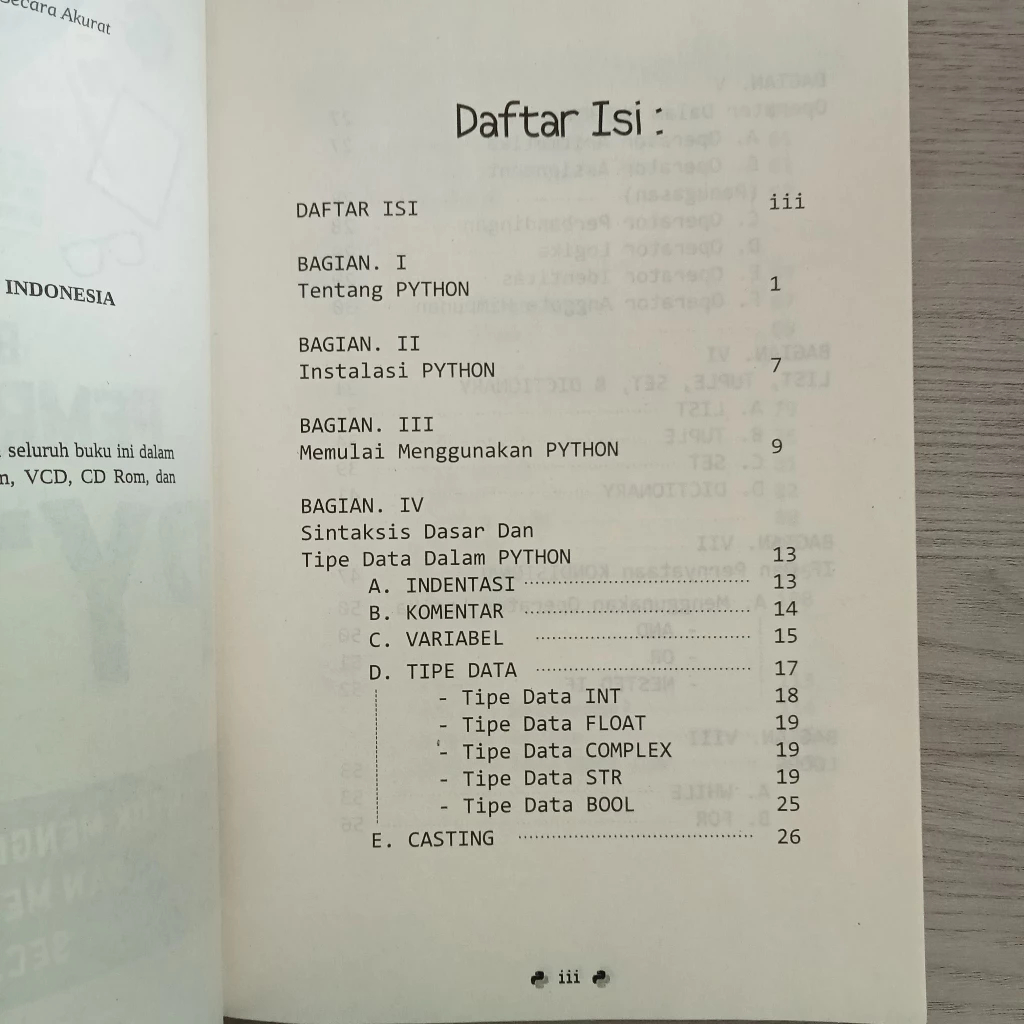 Secara Akurat
INDONESIA
seluruh buku ini dalam
VCD, CD Rom, dan
Daftar Isi :
DAFTAR ISI iii
BAGIAN. I
Tentang PYTHON 1
BAGIAN. II
Instalasi PYTHON 7
BAGIAN. III
Memulai Menggunakan PYTHON 9
BAGIAN. IV
Sintaksis Dasar Dan
Tipe Data Dalam PYTHON 13
A. INDENTASI 13
B. KOMENTAR 14
C. VARIABEL 15
D. TIPE DATA 17
- Tipe Data INT 18
- Tipe Data FLOAT 19
- Tipe Data COMPLEX 19
- Tipe Data STR 19
- Tipe Data BOOL 25
E. CASTING 26
iii